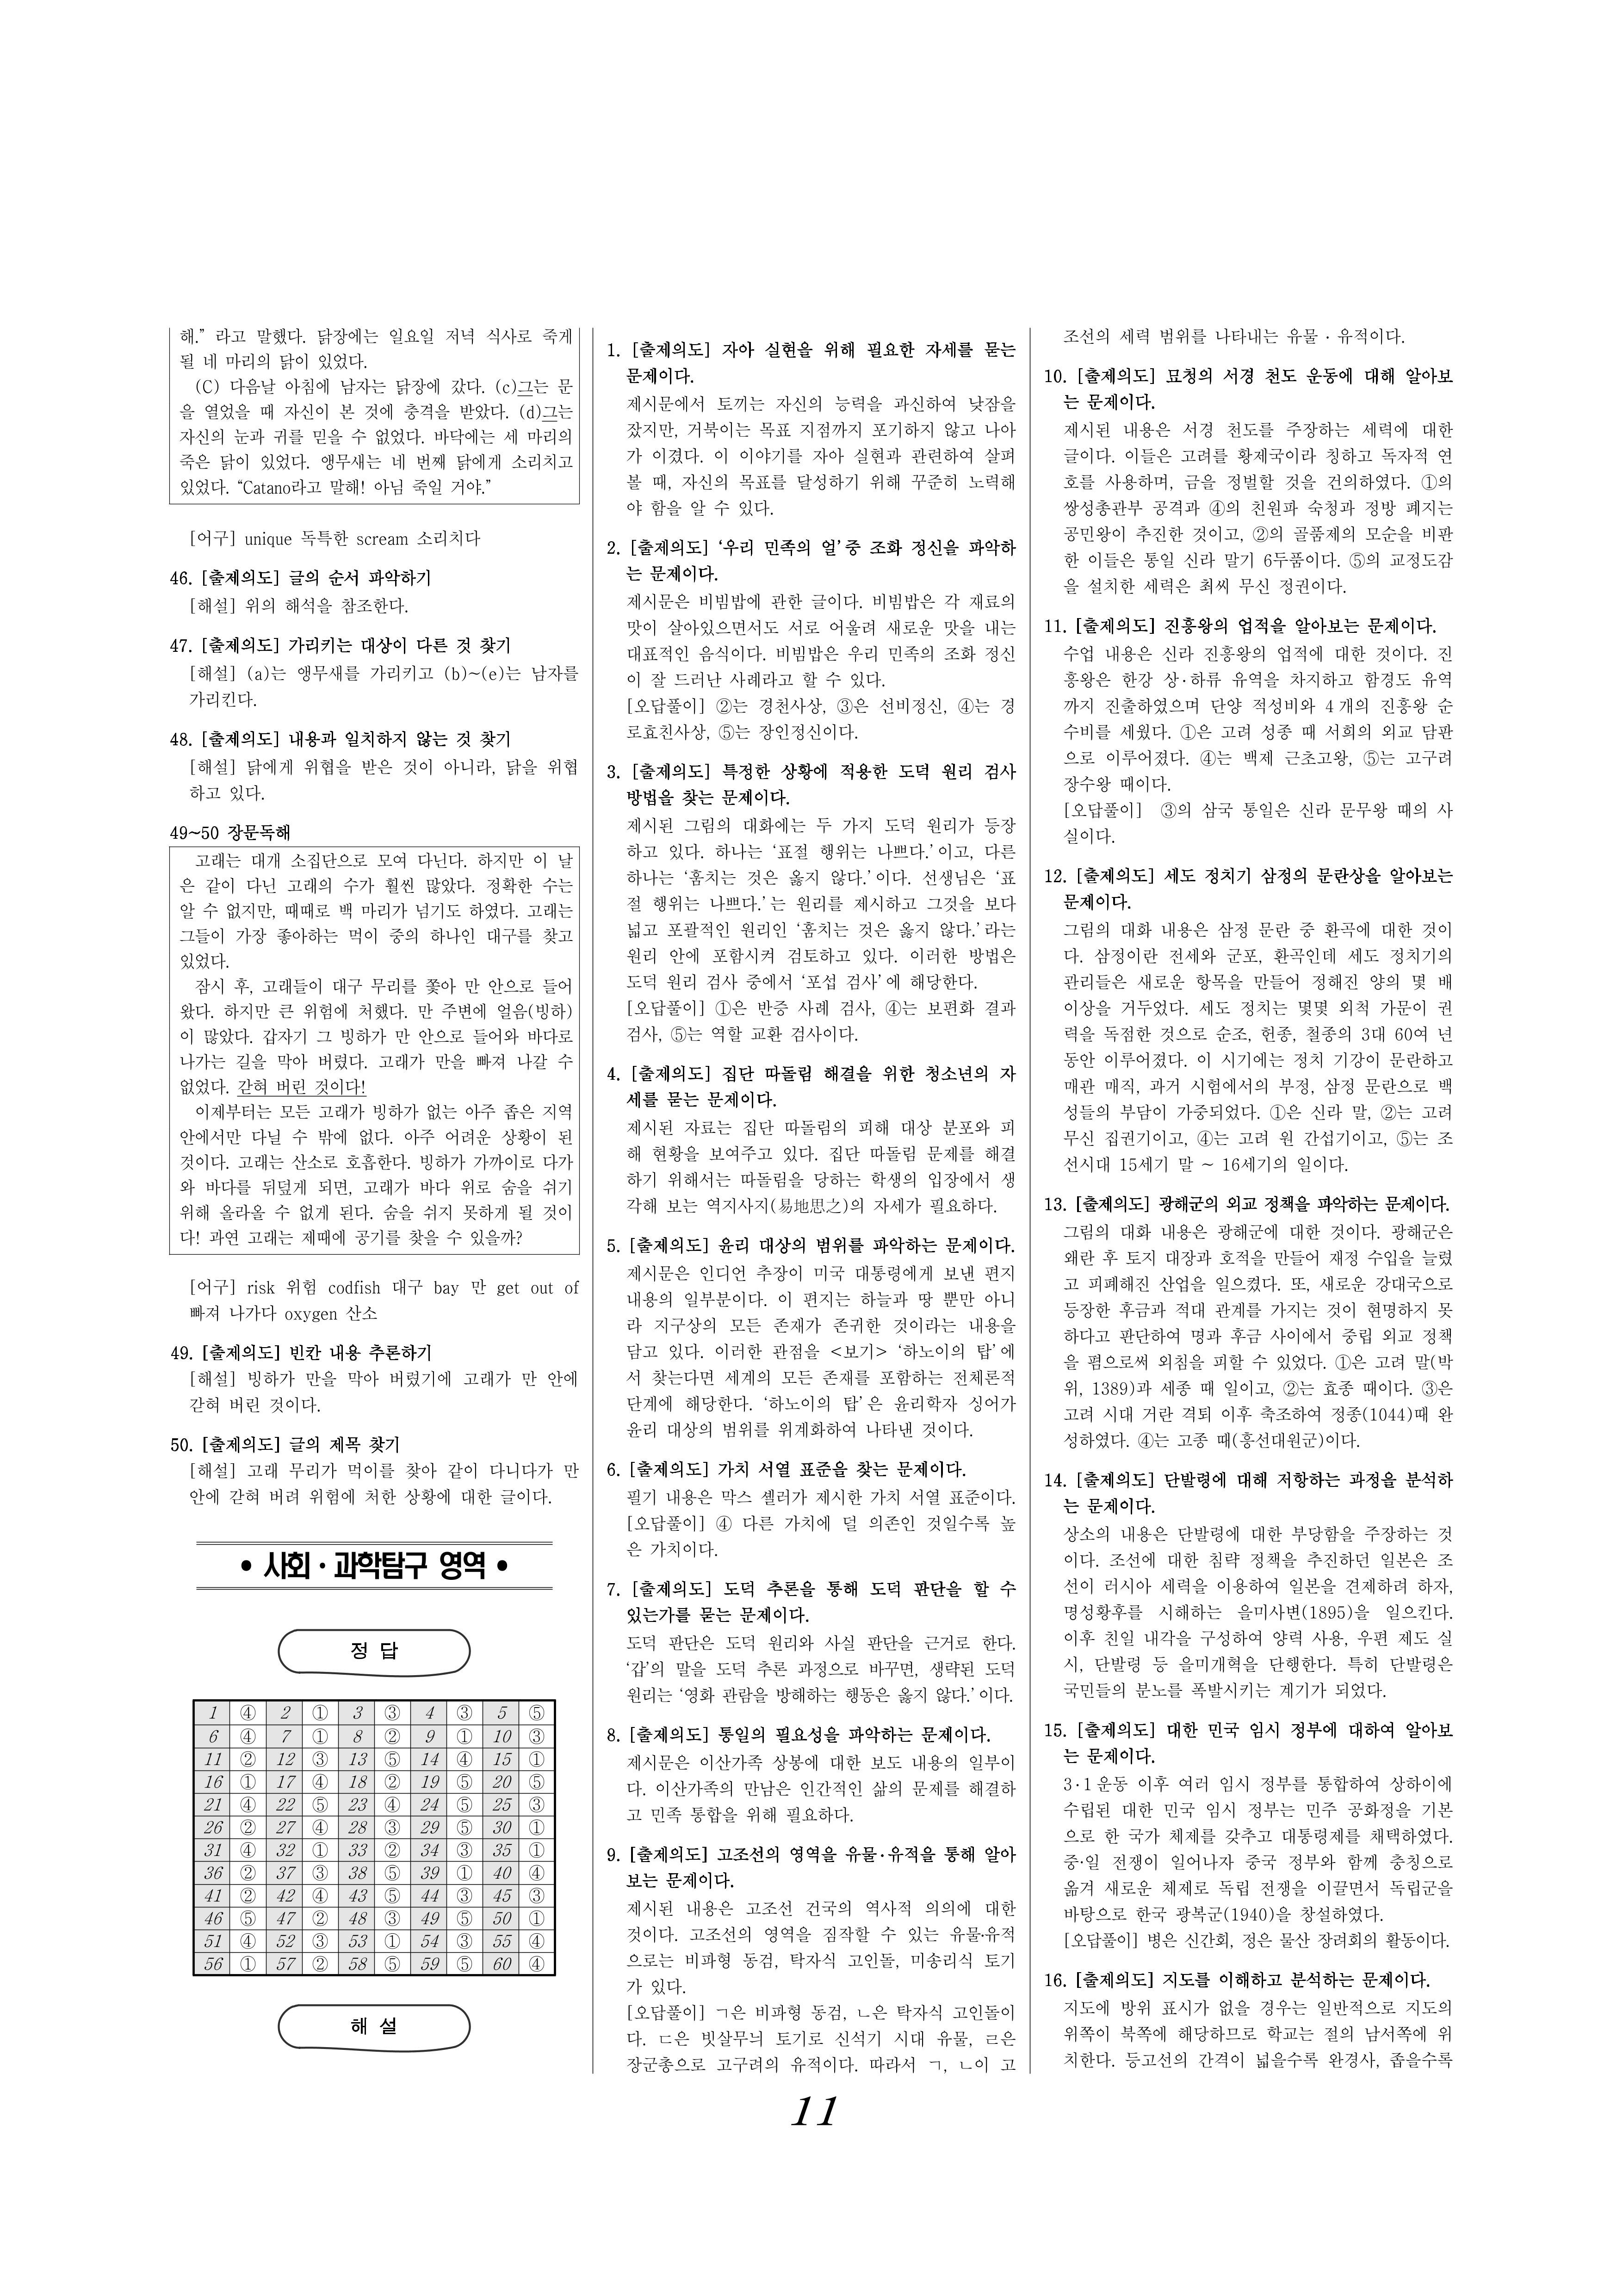 해.” 라고 말했다. 닭장에는 일요일 저녁 식사로 죽게
될 네 마리의 닭이 있었다.
(C) 다음날 아침에 남자는 닭장에 갔다. (c)그는 문
을 열었을 때 자신이 본 것에 충격을 받았다. (d)그는
자신의 눈과 귀를 믿을 수 없었다. 바닥에는 세 마리의
죽은 닭이 있었다. 앵무새는 네 번째 닭에게 소리치고
있었다. “Catano라고 말해! 아님 죽일 거야.”
[어구] unique 독특한 scream 소리치다
46. [출제의도] 글의 순서 파악하기
[해설] 위의 해석을 참조한다.
47. [출제의도] 가리키는 대상이 다른 것 찾기
[해설] (a)는 앵무새를 가리키고 (b)~(e)는 남자를
가리킨다.
48. [출제의도] 내용과 일치하지 않는 것 찾기
[해설] 닭에게 위협을 받은 것이 아니라, 닭을 위협
하고 있다.
49~50 장문독해
고래는 대개 소집단으로 모여 다닌다. 하지만 이 날
은 같이 다닌 고래의 수가 훨씬 많았다. 정확한 수는
알 수 없지만, 때때로 백 마리가 넘기도 하였다. 고래는
그들이 가장 좋아하는 먹이 중의 하나인 대구를 찾고
있었다.
잠시 후, 고래들이 대구 무리를 쫓아 만 안으로 들어
왔다. 하지만 큰 위험에 처했다. 만 주변에 얼음(빙하)
이 많았다. 갑자기 그 빙하가 만 안으로 들어와 바다로
나가는 길을 막아 버렸다. 고래가 만을 빠져 나갈 수
없었다. 갇혀 버린 것이다!
이제부터는 모든 고래가 빙하가 없는 아주 좁은 지역
안에서만 다닐 수 밖에 없다. 아주 어려운 상황이 된
것이다. 고래는 산소로 호흡한다. 빙하가 가까이로 다가
와 바다를 뒤덮게 되면, 고래가 바다 위로 숨을 쉬기
위해 올라올 수 없게 된다. 숨을 쉬지 못하게 될 것이
다! 과연 고래는 제때에 공기를 찾을 수 있을까?
[어구] risk 위험 codfish 대구 bay 만 get out of
빠져 나가다 oxygen 산소
49. [출제의도] 빈칸 내용 추론하기
[해설] 빙하가 만을 막아 버렸기에 고래가 만 안에
갇혀 버린 것이다.
50. [출제의도] 글의 제목 찾기
[해설] 고래 무리가 먹이를 찾아 같이 다니다가 만
안에 갇혀 버려 위험에 처한 상황에 대한 글이다.
• 사회·과학탐구 영역 •
정 답
1 ④ 2 ① 3 ③ 4 ③ 5 ⑤
6 ④ 7 ① 8 ② 9 ① 10 ③
11 ② 12 ③ 13 ⑤ 14 ④ 15 ①
16 ① 17 ④ 18 ② 19 ⑤ 20 ⑤
21 ④ 22 ⑤ 23 ④ 24 ⑤ 25 ③
26 ② 27 ④ 28 ③ 29 ⑤ 30 ①
31 ④ 32 ① 33 ② 34 ③ 35 ①
36 ② 37 ③ 38 ⑤ 39 ① 40 ④
41 ② 42 ④ 43 ⑤ 44 ③ 45 ③
46 ⑤ 47 ② 48 ③ 49 ⑤ 50 ①
51 ④ 52 ③ 53 ① 54 ③ 55 ④
56 ① 57 ② 58 ⑤ 59 ⑤ 60 ④
해 설
1. [출제의도] 자아 실현을 위해 필요한 자세를 묻는
문제이다.
제시문에서 토끼는 자신의 능력을 과신하여 낮잠을
잤지만, 거북이는 목표 지점까지 포기하지 않고 나아
가 이겼다. 이 이야기를 자아 실현과 관련하여 살펴
볼 때, 자신의 목표를 달성하기 위해 꾸준히 노력해
야 함을 알 수 있다.
2. [출제의도] ‘우리 민족의 얼’중 조화 정신을 파악하
는 문제이다.
제시문은 비빔밥에 관한 글이다. 비빔밥은 각 재료의
맛이 살아있으면서도 서로 어울려 새로운 맛을 내는
대표적인 음식이다. 비빔밥은 우리 민족의 조화 정신
이 잘 드러난 사례라고 할 수 있다.
[오답풀이] ②는 경천사상, ③은 선비정신, ④는 경
로효친사상, ⑤는 장인정신이다.
3. [출제의도] 특정한 상황에 적용한 도덕 원리 검사
방법을 찾는 문제이다.
제시된 그림의 대화에는 두 가지 도덕 원리가 등장
하고 있다. 하나는 ‘표절 행위는 나쁘다.’이고, 다른
하나는 ‘훔치는 것은 옳지 않다.’이다. 선생님은 ‘표
절 행위는 나쁘다.’는 원리를 제시하고 그것을 보다
넓고 포괄적인 원리인 ‘훔치는 것은 옳지 않다.’라는
원리 안에 포함시켜 검토하고 있다. 이러한 방법은
도덕 원리 검사 중에서 ‘포섭 검사’에 해당한다.
[오답풀이] ①은 반증 사례 검사, ④는 보편화 결과
검사, ⑤는 역할 교환 검사이다.
4. [출제의도] 집단 따돌림 해결을 위한 청소년의 자
세를 묻는 문제이다.
제시된 자료는 집단 따돌림의 피해 대상 분포와 피
해 현황을 보여주고 있다. 집단 따돌림 문제를 해결
하기 위해서는 따돌림을 당하는 학생의 입장에서 생
각해 보는 역지사지(易地思之)의 자세가 필요하다.
5. [출제의도] 윤리 대상의 범위를 파악하는 문제이다.
제시문은 인디언 추장이 미국 대통령에게 보낸 편지
내용의 일부분이다. 이 편지는 하늘과 땅 뿐만 아니
라 지구상의 모든 존재가 존귀한 것이라는 내용을
담고 있다. 이러한 관점을 <보기> ‘하노이의 탑’에
서 찾는다면 세계의 모든 존재를 포함하는 전체론적
단계에 해당한다. ‘하노이의 탑’은 윤리학자 싱어가
윤리 대상의 범위를 위계화하여 나타낸 것이다.
6. [출제의도] 가치 서열 표준을 찾는 문제이다.
필기 내용은 막스 셸러가 제시한 가치 서열 표준이다.
[오답풀이] ④ 다른 가치에 덜 의존인 것일수록 높
은 가치이다.
7. [출제의도] 도덕 추론을 통해 도덕 판단을 할 수
있는가를 묻는 문제이다.
도덕 판단은 도덕 원리와 사실 판단을 근거로 한다.
‘갑’의 말을 도덕 추론 과정으로 바꾸면, 생략된 도덕
원리는 ‘영화 관람을 방해하는 행동은 옳지 않다.’이다.
8. [출제의도] 통일의 필요성을 파악하는 문제이다.
제시문은 이산가족 상봉에 대한 보도 내용의 일부이
다. 이산가족의 만남은 인간적인 삶의 문제를 해결하
고 민족 통합을 위해 필요하다.
9. [출제의도] 고조선의 영역을 유물·유적을 통해 알아
보는 문제이다.
제시된 내용은 고조선 건국의 역사적 의의에 대한
것이다. 고조선의 영역을 짐작할 수 있는 유물·유적
으로는 비파형 동검, 탁자식 고인돌, 미송리식 토기
가 있다.
[오답풀이] ㄱ은 비파형 동검, ㄴ은 탁자식 고인돌이
다. ㄷ은 빗살무늬 토기로 신석기 시대 유물, ㄹ은
장군총으로 고구려의 유적이다. 따라서 ㄱ, ㄴ이 고
조선의 세력 범위를 나타내는 유물·유적이다.
10. [출제의도] 묘청의 서경 천도 운동에 대해 알아보
는 문제이다.
제시된 내용은 서경 천도를 주장하는 세력에 대한
글이다. 이들은 고려를 황제국이라 칭하고 독자적 연
호를 사용하며, 금을 정벌할 것을 건의하였다. ①의
쌍성총관부 공격과 ④의 친원파 숙청과 정방 폐지는
공민왕이 추진한 것이고, ②의 골품제의 모순을 비판
한 이들은 통일 신라 말기 6두품이다. ⑤의 교정도감
을 설치한 세력은 최씨 무신 정권이다.
11. [출제의도] 진흥왕의 업적을 알아보는 문제이다.
수업 내용은 신라 진흥왕의 업적에 대한 것이다. 진
흥왕은 한강 상·하류 유역을 차지하고 함경도 유역
까지 진출하였으며 단양 적성비와 4개의 진흥왕 순
수비를 세웠다. ①은 고려 성종 때 서희의 외교 담판
으로 이루어졌다. ④는 백제 근초고왕, ⑤는 고구려
장수왕 때이다.
[오답풀이] ③의 삼국 통일은 신라 문무왕 때의 사
실이다.
12. [출제의도] 세도 정치기 삼정의 문란상을 알아보는
문제이다.
그림의 대화 내용은 삼정 문란 중 환곡에 대한 것이
다. 삼정이란 전세와 군포, 환곡인데 세도 정치기의
관리들은 새로운 항목을 만들어 정해진 양의 몇 배
이상을 거두었다. 세도 정치는 몇몇 외척 가문이 권
력을 독점한 것으로 순조, 헌종, 철종의 3대 60여 년
동안 이루어졌다. 이 시기에는 정치 기강이 문란하고
매관 매직, 과거 시험에서의 부정, 삼정 문란으로 백
성들의 부담이 가중되었다. ①은 신라 말, ②는 고려
무신 집권기이고, ④는 고려 원 간섭기이고, ⑤는 조
선시대 15세기 말 ~ 16세기의 일이다.
13. [출제의도] 광해군의 외교 정책을 파악하는 문제이다.
그림의 대화 내용은 광해군에 대한 것이다. 광해군은
왜란 후 토지 대장과 호적을 만들어 재정 수입을 늘렸
고 피폐해진 산업을 일으켰다. 또, 새로운 강대국으로
등장한 후금과 적대 관계를 가지는 것이 현명하지 못
하다고 판단하여 명과 후금 사이에서 중립 외교 정책
을 폄으로써 외침을 피할 수 있었다. ①은 고려 말(박
위, 1389)과 세종 때 일이고, ②는 효종 때이다. ③은
고려 시대 거란 격퇴 이후 축조하여 정종(1044)때 완
성하였다. ④는 고종 때(흥선대원군)이다.
14. [출제의도] 단발령에 대해 저항하는 과정을 분석하
는 문제이다.
상소의 내용은 단발령에 대한 부당함을 주장하는 것
이다. 조선에 대한 침략 정책을 추진하던 일본은 조
선이 러시아 세력을 이용하여 일본을 견제하려 하자,
명성황후를 시해하는 을미사변(1895)을 일으킨다.
이후 친일 내각을 구성하여 양력 사용, 우편 제도 실
시, 단발령 등 을미개혁을 단행한다. 특히 단발령은
국민들의 분노를 폭발시키는 계기가 되었다.
15. [출제의도] 대한 민국 임시 정부에 대하여 알아보
는 문제이다.
3·1운동 이후 여러 임시 정부를 통합하여 상하이에
수립된 대한 민국 임시 정부는 민주 공화정을 기본
으로 한 국가 체제를 갖추고 대통령제를 채택하였다.
중·일 전쟁이 일어나자 중국 정부와 함께 충칭으로
옮겨 새로운 체제로 독립 전쟁을 이끌면서 독립군을
바탕으로 한국 광복군(1940)을 창설하였다.
[오답풀이] 병은 신간회, 정은 물산 장려회의 활동이다.
16. [출제의도] 지도를 이해하고 분석하는 문제이다.
지도에 방위 표시가 없을 경우는 일반적으로 지도의
위쪽이 북쪽에 해당하므로 학교는 절의 남서쪽에 위
치한다. 등고선의 간격이 넓을수록 완경사, 좁을수록
11